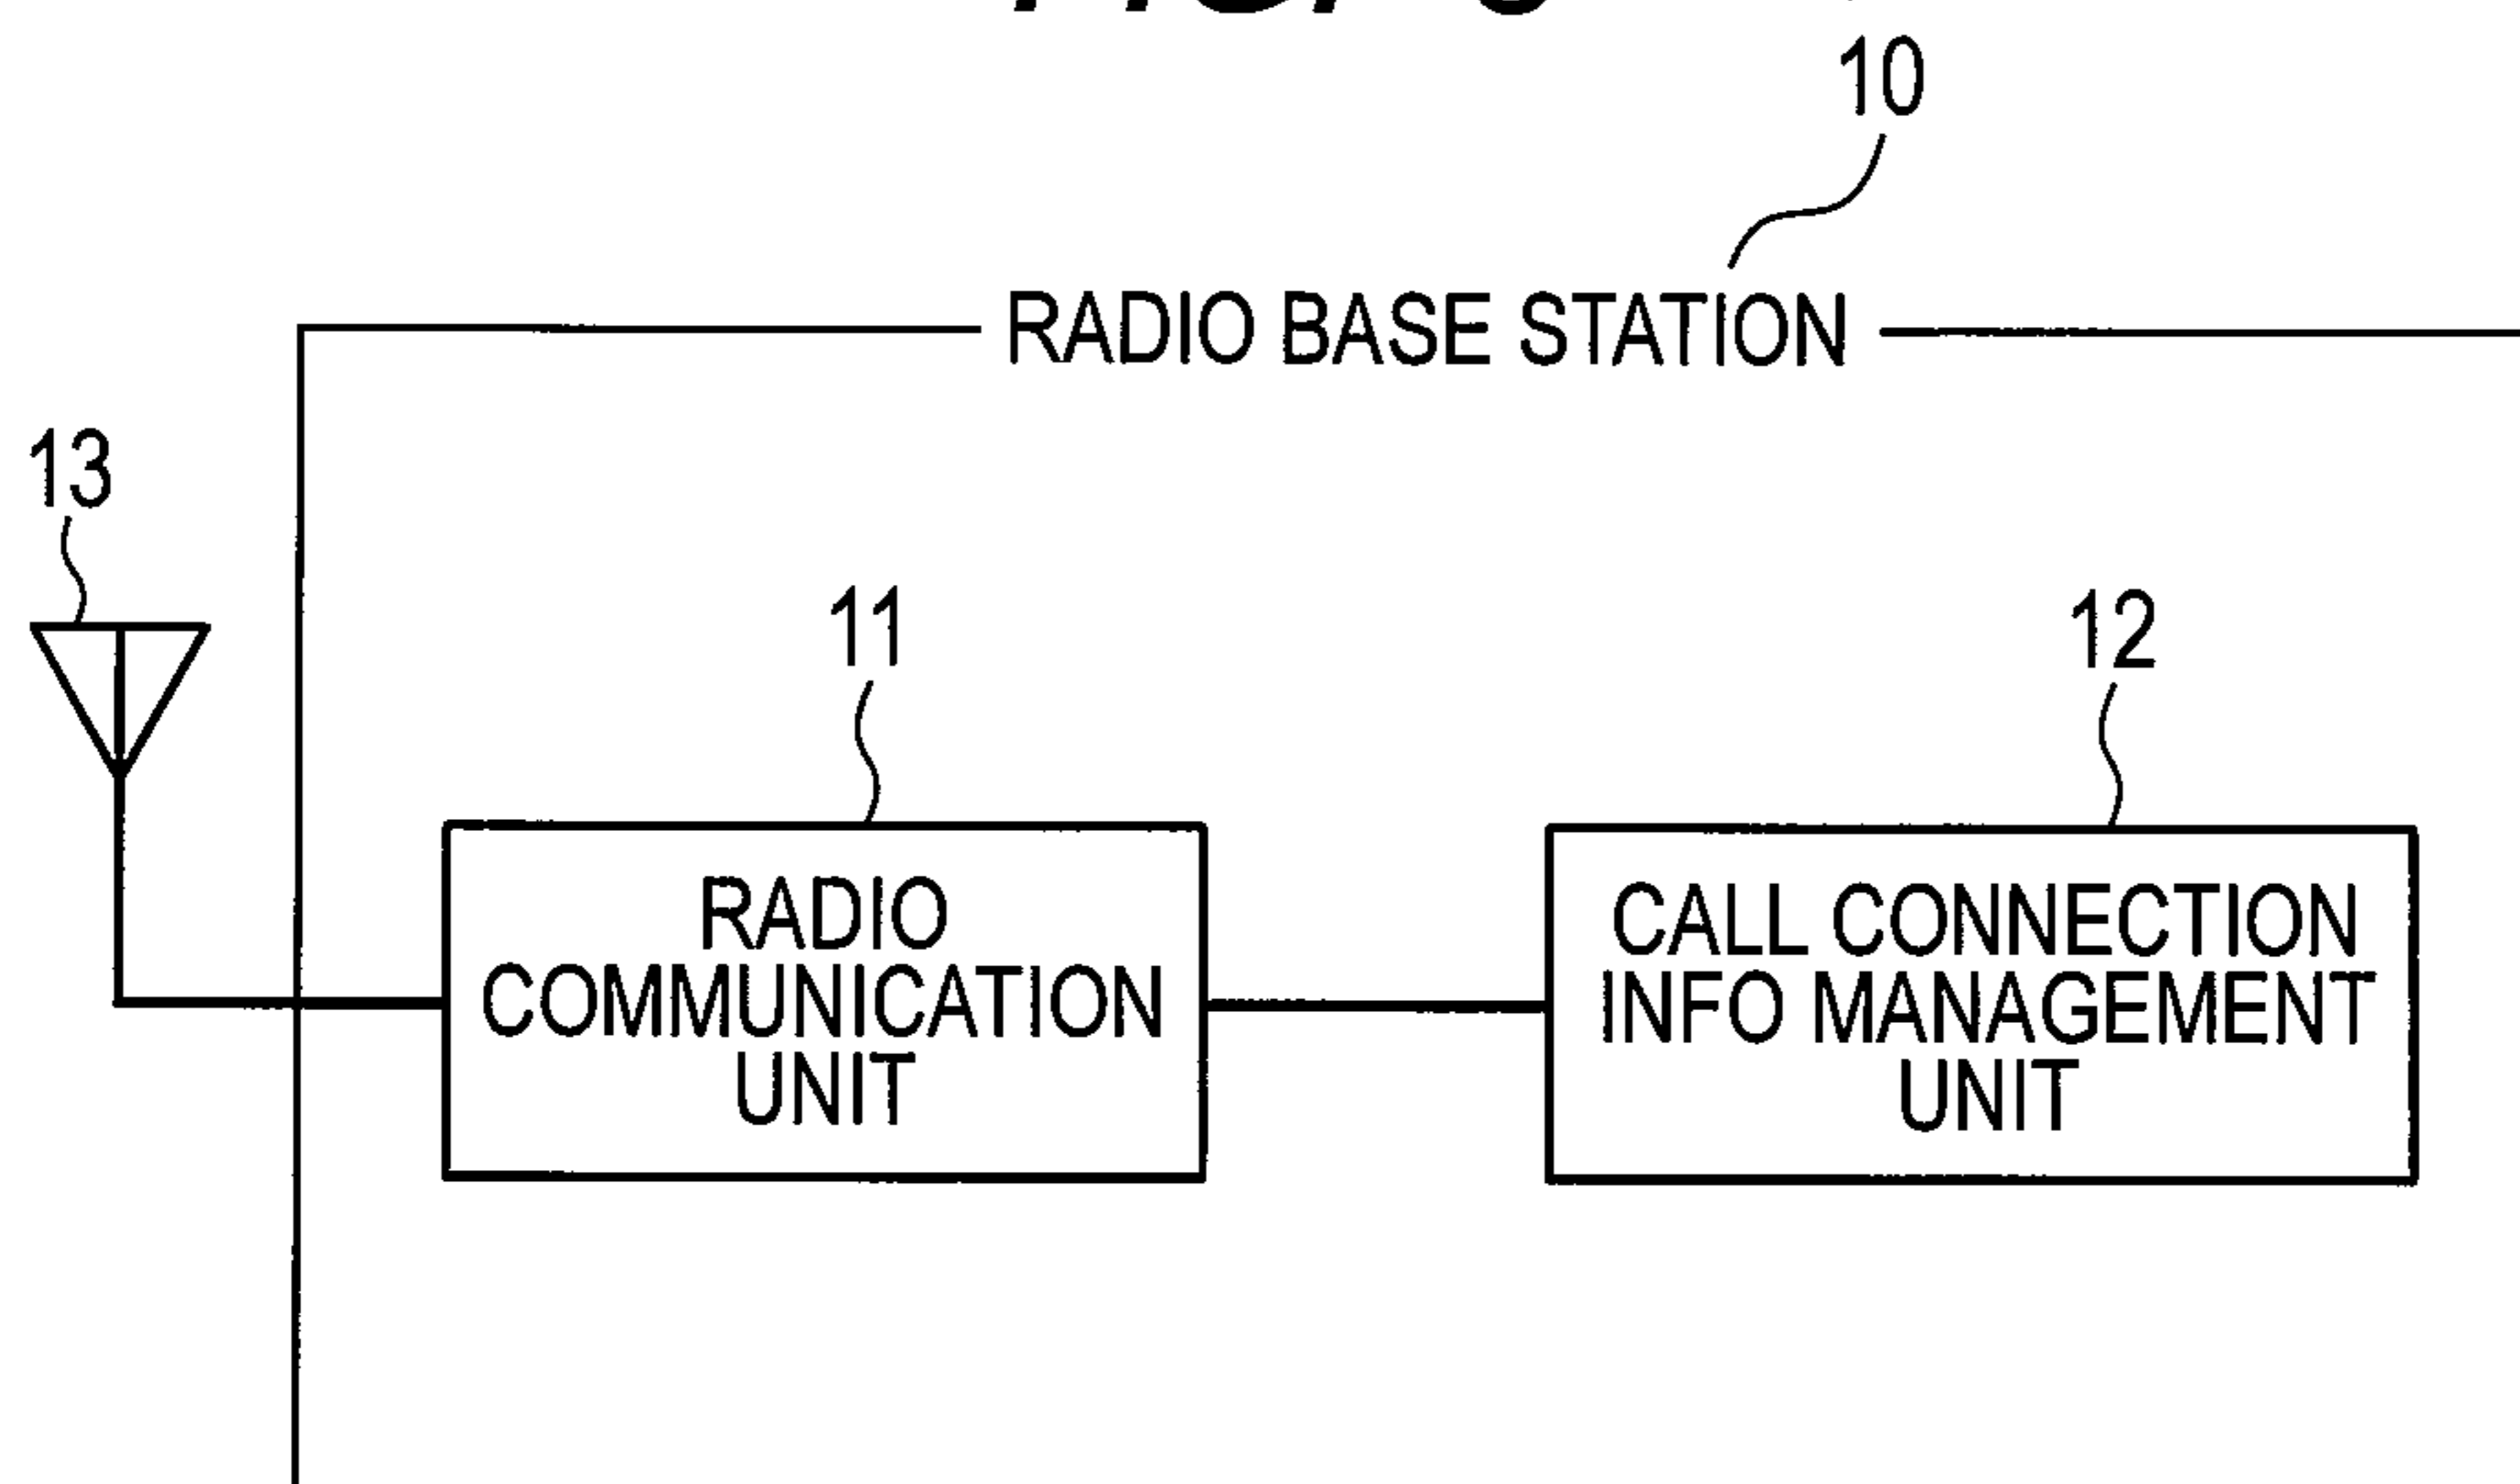 10
RADIO BASE STATION
13
11
12
RADIO
COMMUNICATION
UNIT
CALL CONNECTION
INFO MANAGEMENT
UNIT